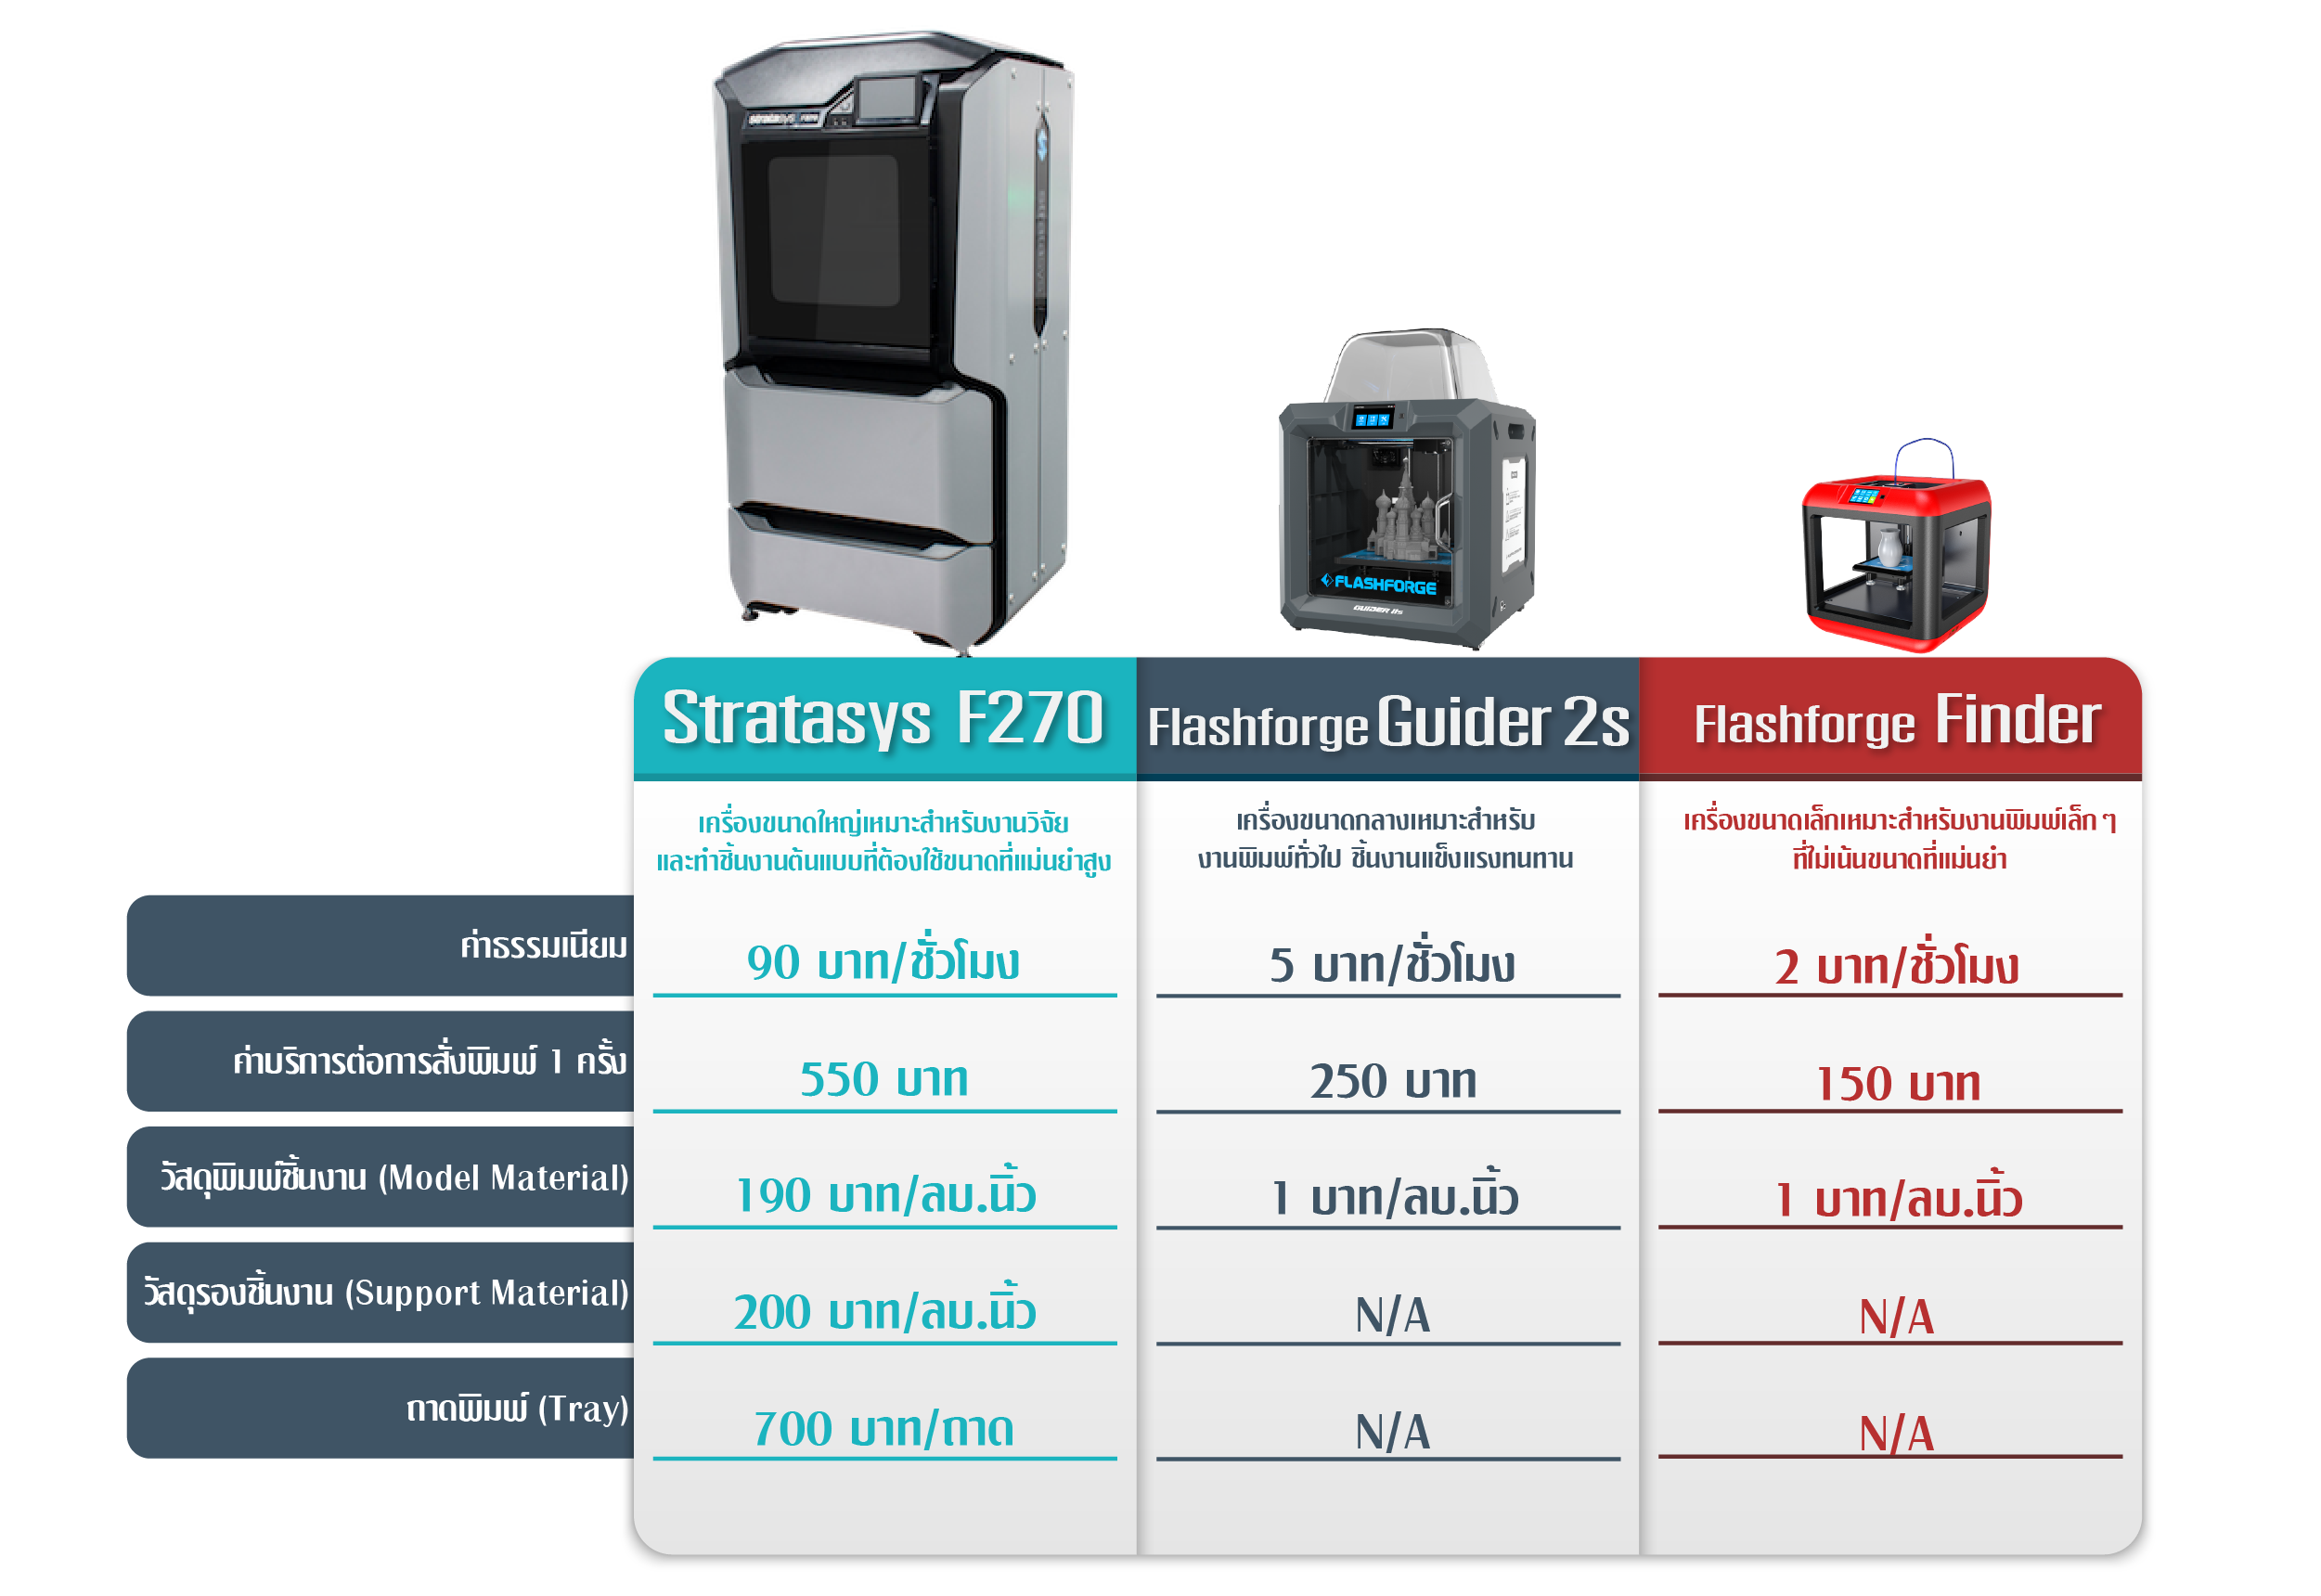 stratasys F270
stratasys
FLASHFORGE
GUIDER IIs
Stratasys F270
Flashforge Guider 2s
Flashforge Finder
เครื่องขนาดใหญ่เหมาะสำหรับงานวิจัย
และทำชิ้นงานต้นแบบที่ต้องใช้ขนาดที่แม่นยำสูง
เครื่องขนาดกลางเหมาะสำหรับ
งานพิมพ์ทั่วไป ชิ้นงานแข็งแรงทนทาน
เครื่องขนาดเล็กเหมาะสำหรับงานพิมพ์เล็ก ๆ
ที่ไม่เน้นขนาดที่แม่นยำ
ค่าธรรมเนียม
90 บาท/ชั่วโมง
5 บาท/ชั่วโมง
2 บาท/ชั่วโมง
ค่าบริการต่อการสั่งพิมพ์ 1 ครั้ง
550 บาท
250 บาท
150 บาท
วัสดุพิมพ์ชิ้นงาน (Model Material)
190 บาท/ลบ.นิ้ว
1 บาท/ลบ.นิ้ว
1 บาท/ลบ.นิ้ว
วัสดุรองชิ้นงาน (Support Material)
200 บาท/ลบ.นิ้ว
N/A
N/A
ถาดพิมพ์ (Tray)
700 บาท/ถาด
N/A
N/A